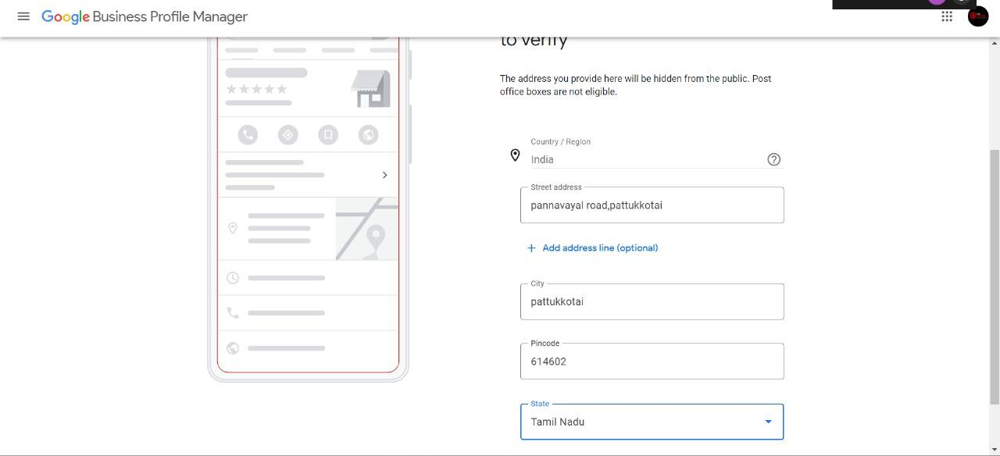 Google Business Profile Manager
to verify
The address you provide here will be hidden from the public. Post
office boxes are not eligible.
Country / Region
India
Street address
pannavayal road,pattukkotai
+ Add address line (optional)
City
pattukkotai
Pincode
614602
State
Tamil Nadu